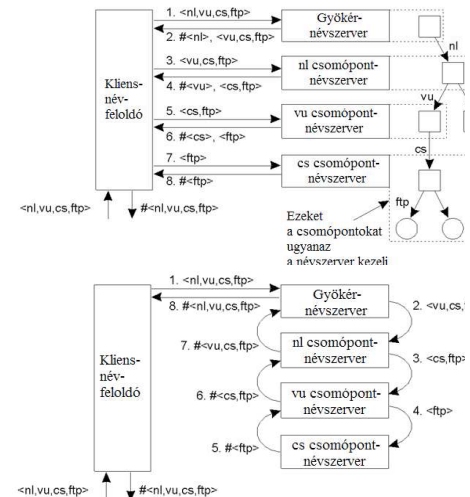 1. <nl,vu,cs,ftp>
2. #<nl>, <vu,cs,ftp>
3. <vu,cs,ftp>
4. #<vu>, <cs,ftp>
5. <cs,ftp>
6. #<cs>, <ftp>
7. <ftp>
8. #<ftp>
Kliens-
név-
feloldó
Gyökér-
névszerver
nl csomópont-
névszerver
vu csomópont-
névszerver
cs csomópont-
névszerver
nl
vu
cs
ftp
<nl,vu,cs,ftp>
#<nl,vu,cs,ftp>
Ezeket
a csomópontokat
ugyanaz
a névszerver kezeli
1. <nl,vu,cs,ftp>
8. #<nl,vu,cs,ftp>
Kliens-
név-
feloldó
Gyökér-
névszerver
2. <vu,cs,
7. #<vu,cs,ftp>
nl csomópont-
névszerver
3. <cs,ftp>
6. #<cs,ftp>
vu csomópont-
névszerver
4. <ftp>
5. #<ftp>
cs csomópont-
névszerver
<nl,vu,cs,ftp>
#<nl,vu,cs,ftp>